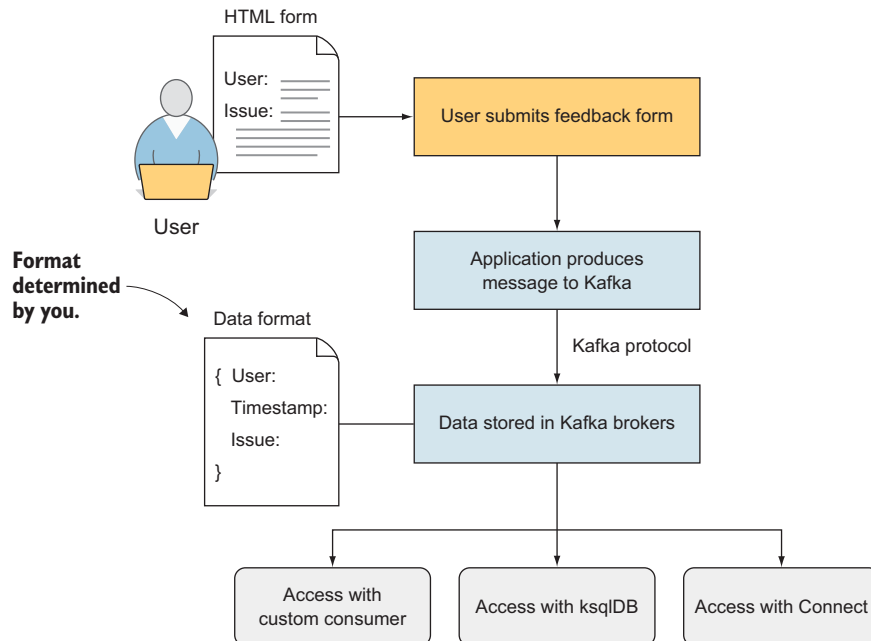 HTML form
User:
Issue:
User submits feedback form
User
Application produces
message to Kafka
Format
determined
by you.
Kafka protocol
Data format
{ User:
Timestamp:
Issue:
}
Data stored in Kafka brokers
Access with
custom consumer
Access with ksqlDB
Access with Connect